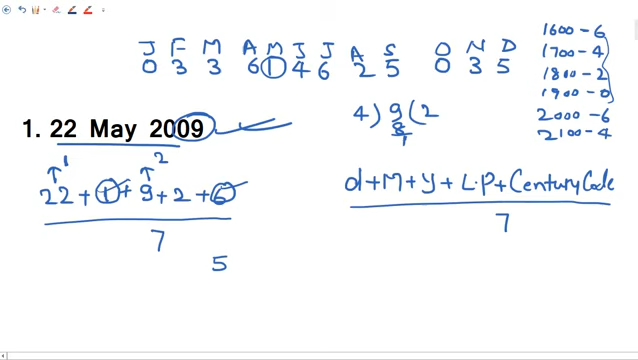 J F M A M J J A S O N D
0 3 3 6 1 4 6 2 5 0 3 5
1600 - 6
1700 - 4
1800 - 2
1900 - 0
2000 - 6
2100 - 4
1. 22 May 2009
4) 9 (2
8
1
1 2
22 + 1 + 9 + 2 + 6
7
5
d + M + y + L.P + Century Code
7